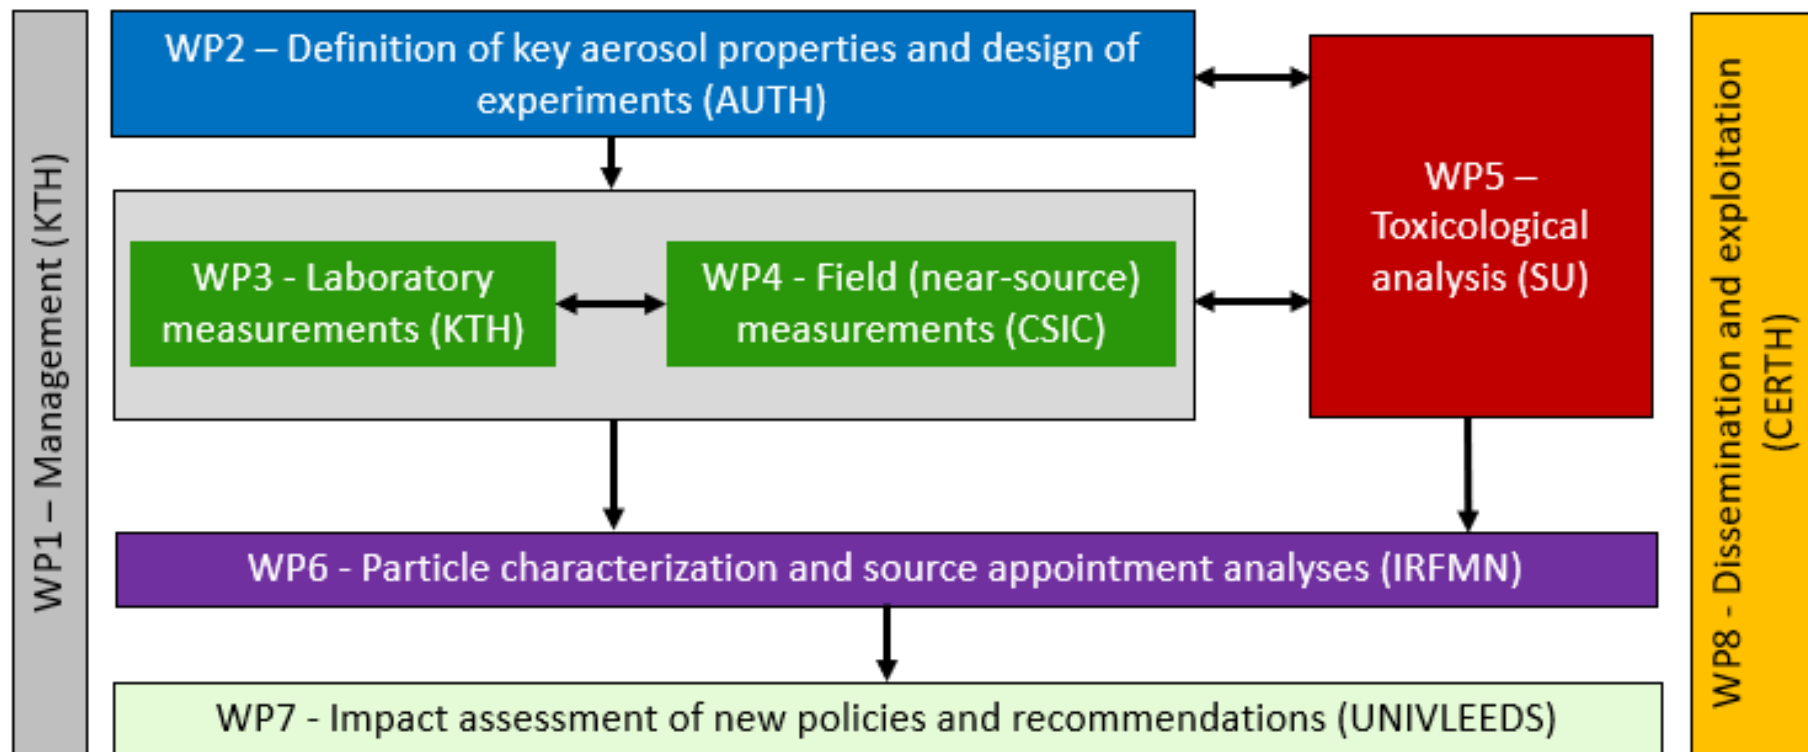 WP1 – Management (KTH)
WP2 – Definition of key aerosol properties and design of
experiments (AUTH)
WP3 - Laboratory
measurements (KTH)
WP4 - Field (near-source)
measurements (CSIC)
WP5 –
Toxicological
analysis (SU)
WP6 - Particle characterization and source appointment analyses (IRFMN)
WP7 - Impact assessment of new policies and recommendations (UNIVLEEDS)
WP8 - Dissemination and exploitation
(CERTH)